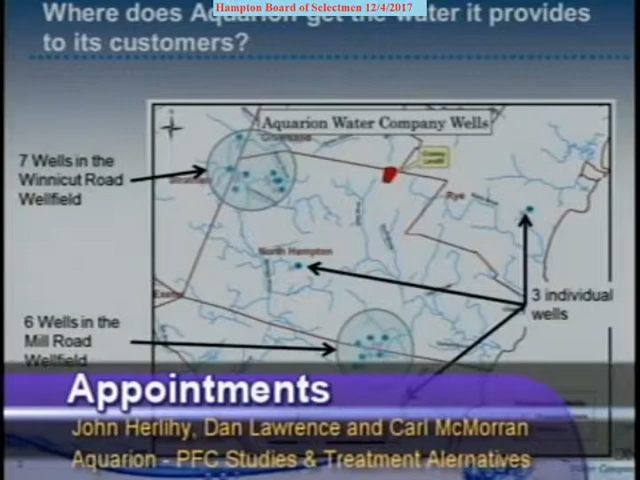 Hampton Board of Selectmen 12/4/2017
Where does Aquarion get the water it provides
to its customers?
Aquarion Water Company Wells
7 Wells in the
Winnicut Road
Wellfield
Rye
North Hampton
3 individual
wells
6 Wells in the
Mill Road
Wellfield
Appointments
John Herlihy, Dan Lawrence and Carl McMorran
Aquarion - PFC Studies & Treatment Alernatives